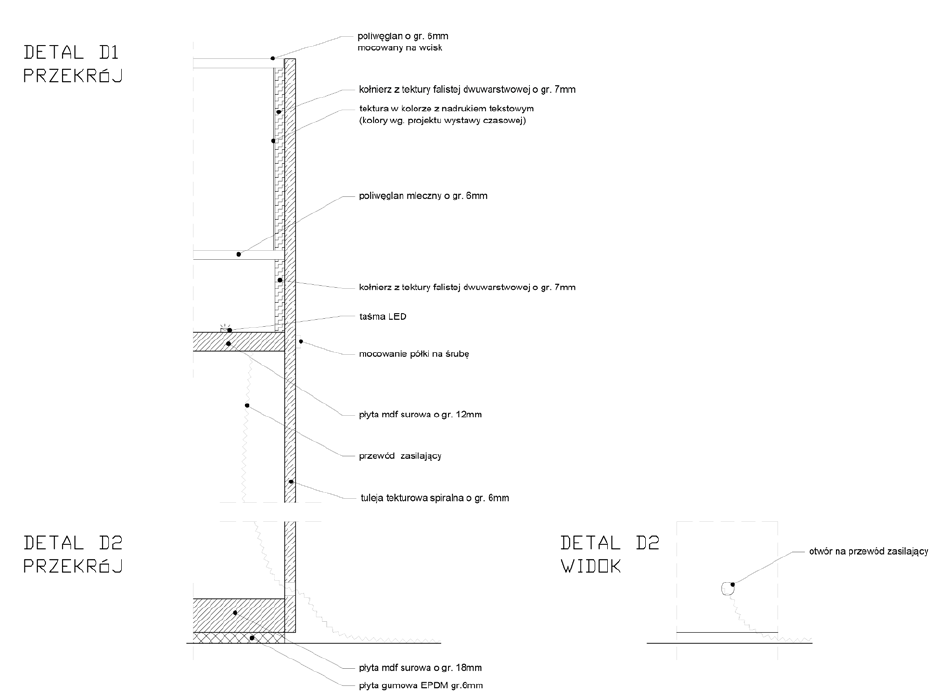 DETAL D1
PRZEKRóJ
poliwęglan o gr. 6mm
mocowany na wcisk
kołnierz z tektury falistej dwuwarstwowej o gr. 7mm
tektura w kolorze z nadrukiem tekstowym
(kolory wg. projektu wystawy czasowej)
poliwęglan mleczny o gr. 6mm
kołnierz z tektury falistej dwuwarstwowej o gr. 7mm
taśma LED
mocowanie półki na śrubę
płyta mdf surowa o gr. 12mm
przewód zasilający
tuleja tekturowa spiralna o gr. 6mm
DETAL D2
PRZEKRóJ
płyta mdf surowa o gr. 18mm
płyta gumowa EPDM gr.6mm
DETAL D2
WIDOK
otwór na przewód zasilający